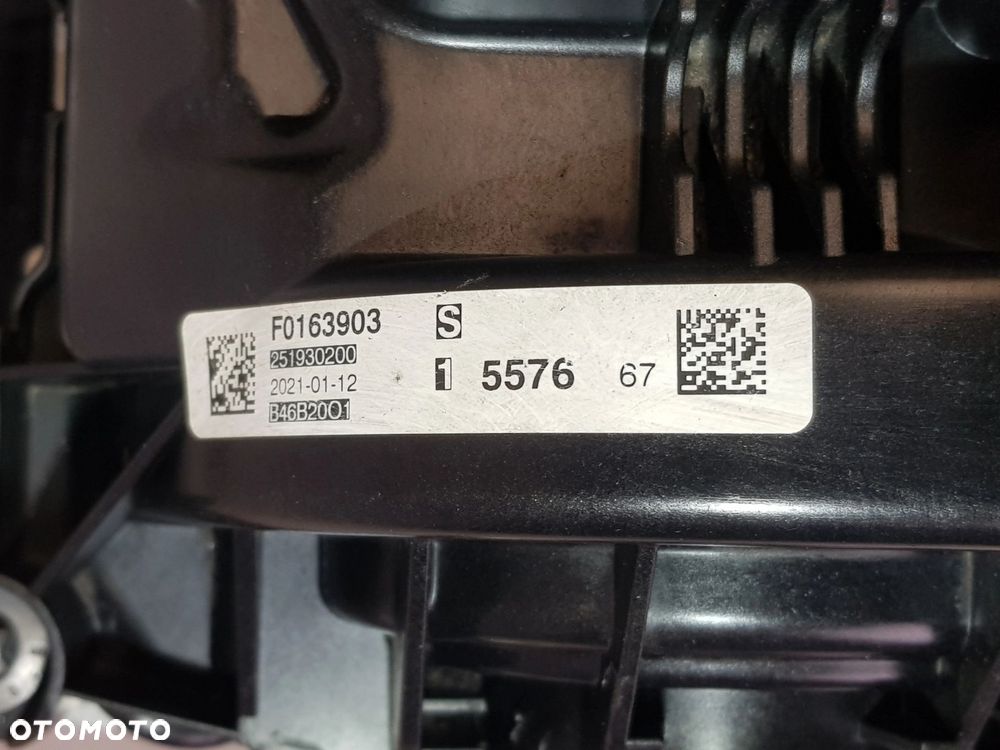 F0163903 S
251930200
2021-01-12 1 5576 67
B46B20O1
OTOMOTO